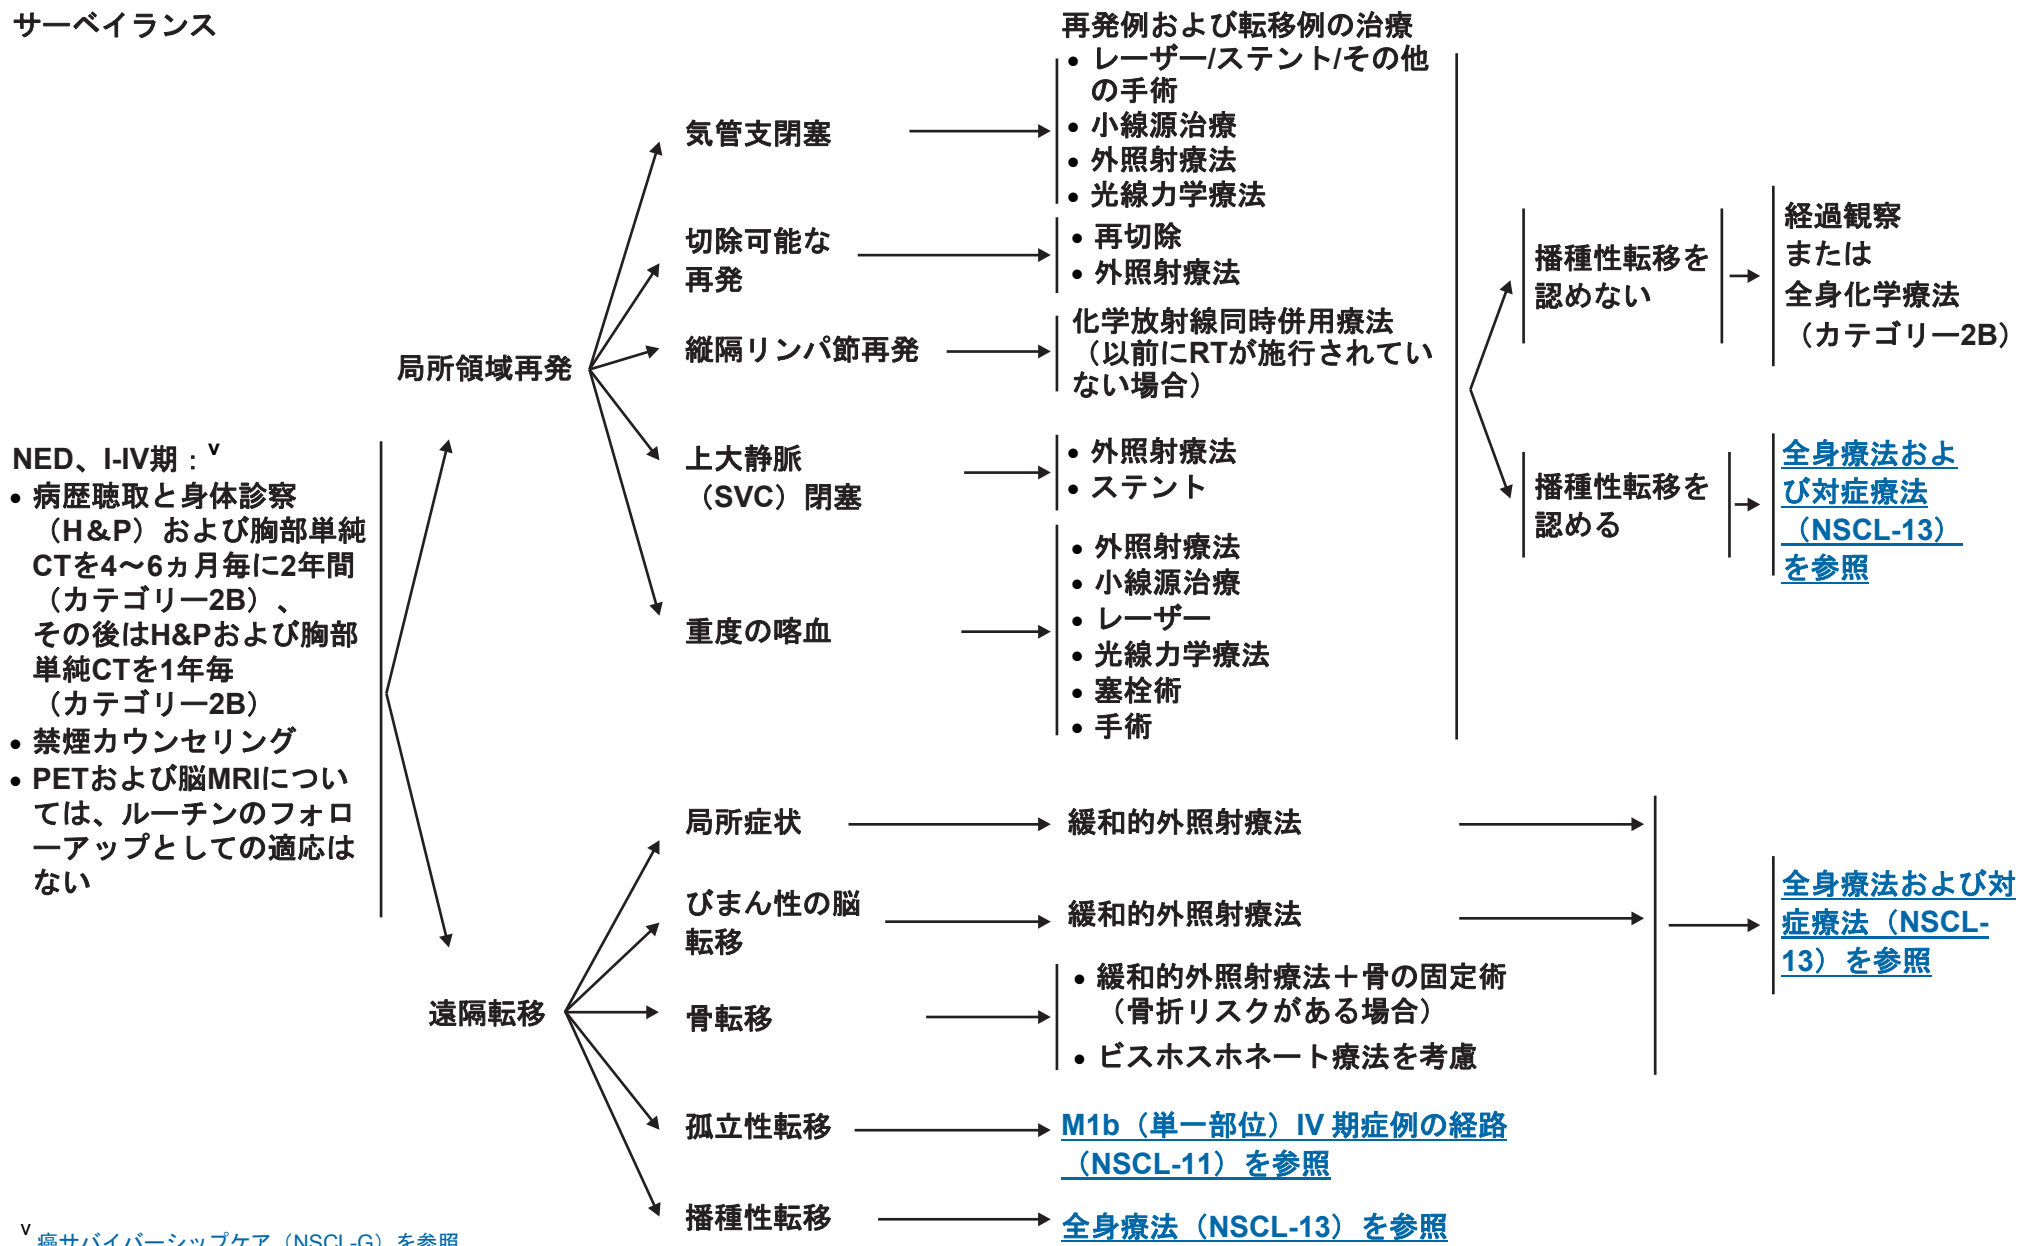 サーベイランス
NED、I-IV期：v
• 病歴聴取と身体診察
（H＆P）および胸部単純
CTを4～6ヵ月毎に2年間
（カテゴリー2B）、
その後はH&Pおよび胸部
単純CTを1年毎
（カテゴリー2B）
• 禁煙カウンセリング
• PETおよび脳MRIについ
ては、ルーチンのフォロ
ーアップとしての適応は
ない
局所領域再発
遠隔転移
気管支閉塞
切除可能な
再発
縦隔リンパ節再発
上大静脈
（SVC）閉塞
重度の喀血
再発例および転移例の治療
• レーザー/ステント/その他
の手術
• 小線源治療
• 外照射療法
• 光線力学療法
• 再切除
• 外照射療法
化学放射線同時併用療法
（以前にRTが施行されてい
ない場合）
• 外照射療法
• ステント
• 外照射療法
• 小線源治療
• レーザー
• 光線力学療法
• 塞栓術
• 手術
播種性転移を
認めない
経過観察
または
全身化学療法
（カテゴリー2B）
播種性転移を
認める
全身療法およ
び対症療法
（NSCL-13）
を参照
局所症状
緩和的外照射療法
びまん性の脳
転移
緩和的外照射療法
骨転移
• 緩和的外照射療法＋骨の固定術
（骨折リスクがある場合）
• ビスホスホネート療法を考慮
全身療法および対
症療法（NSCL-
13）を参照
孤立性転移
M1b（単一部位）IV 期症例の経路
（NSCL-11）を参照
播種性転移
全身療法（NSCL-13）を参照
v 癌サバイバーシップケア（NSCL-G）を参照